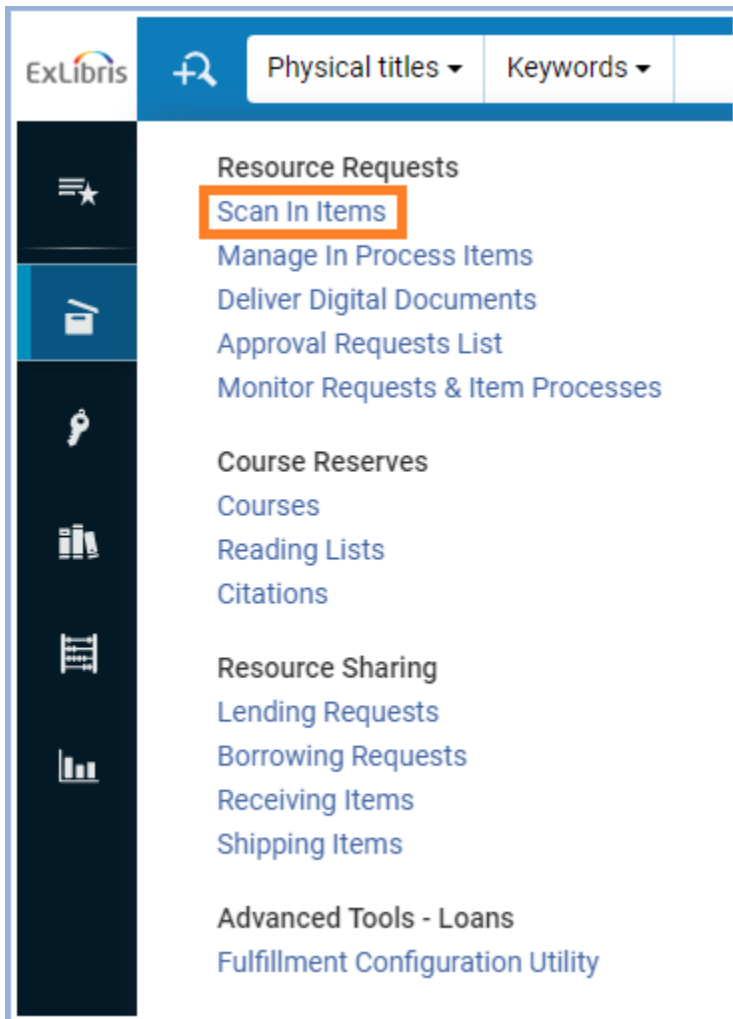 ExLibris Physical titles Keywords
Resource Requests
Scan In Items
Manage In Process Items
Deliver Digital Documents
Approval Requests List
Monitor Requests & Item Processes
Course Reserves
Courses
Reading Lists
Citations
Resource Sharing
Lending Requests
Borrowing Requests
Receiving Items
Shipping Items
Advanced Tools - Loans
Fulfillment Configuration Utility